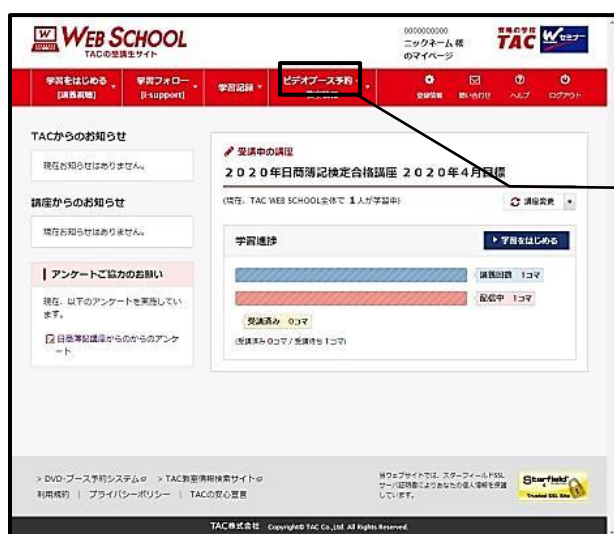 WEB SCHOOL
TACの受講生サイト
0000000000
ニックネーム 様
のマイページ
資格の学校
TAC
Wセミナー
学習をはじめる
[講義視聴]
学習フォロー
[i-support]
学習記録
ビデオブース予約・
登録情報
問い合わせ
ヘルプ
ログアウト
TACからのお知らせ
現在お知らせはありません。
講座からのお知らせ
現在お知らせはありません。
アンケートご協力のお願い
現在、以下のアンケートを実施してい
ます。
日商簿記講座からのからのアンケ
ート
受講中の講座
2020年日商簿記検定合格講座 2020年4月目標
(現在、TAC WEB SCHOOL全体で 1人が学習中)
講座変更
学習進捗
学習をはじめる
講義回数 1コマ
配信中 1コマ
受講済み 0コマ
(受講済み 0コマ / 受講待ち 1コマ)
> DVD・ブース予約システム > TAC教室情報検索サイト
利用規約 | プライバシーポリシー | TACの安心宣言
当ウェブサイトでは、スターフィールドSSL
サーバ証明書によりあなたの個人情報を保護
しています。
Starfield
Trusted SSL Site
TAC株式会社 Copyright© TAC Co.,Ltd. All Rights Reserved.